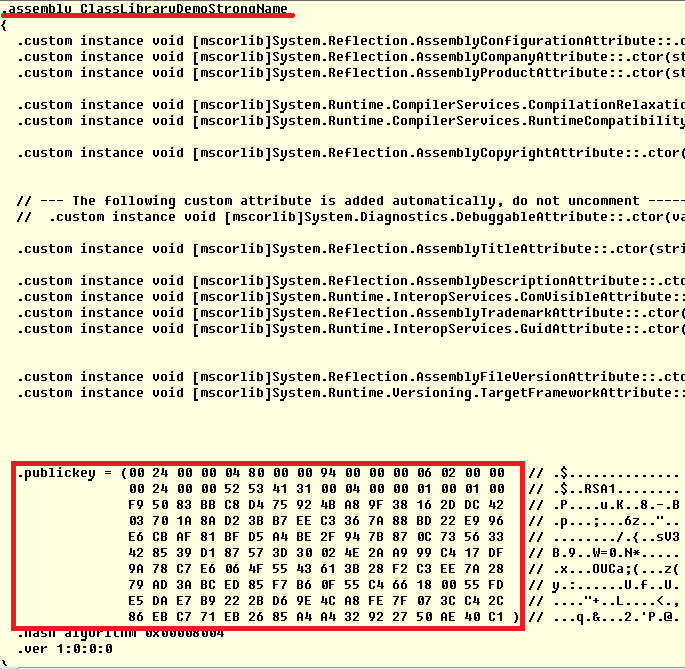 .assembly ClassLibraryDemoStrongName
{
.custom instance void [mscorlib]System.Reflection.AssemblyConfigurationAttribute::.c
.custom instance void [mscorlib]System.Reflection.AssemblyCompanyAttribute::.ctor(st
.custom instance void [mscorlib]System.Reflection.AssemblyProductAttribute::.ctor(st
.custom instance void [mscorlib]System.Runtime.CompilerServices.CompilationRelaxatio
.custom instance void [mscorlib]System.Runtime.CompilerServices.RuntimeCompatibility
.custom instance void [mscorlib]System.Reflection.AssemblyCopyrightAttribute::.ctor(
// --- The following custom attribute is added automatically, do not uncomment -----
//  .custom instance void [mscorlib]System.Diagnostics.DebuggableAttribute::.ctor(va
.custom instance void [mscorlib]System.Reflection.AssemblyTitleAttribute::.ctor(stri
.custom instance void [mscorlib]System.Reflection.AssemblyDescriptionAttribute::.cto
.custom instance void [mscorlib]System.Runtime.InteropServices.ComVisibleAttribute::
.custom instance void [mscorlib]System.Reflection.AssemblyTrademarkAttribute::.ctor(
.custom instance void [mscorlib]System.Runtime.InteropServices.GuidAttribute::.ctor(
.custom instance void [mscorlib]System.Reflection.AssemblyFileVersionAttribute::.cto
.custom instance void [mscorlib]System.Runtime.Versioning.TargetFrameworkAttribute::
.publickey = (00 24 00 00 04 80 00 00 94 00 00 00 06 02 00 00 // .$..............
00 24 00 00 52 53 41 31 00 04 00 00 01 00 01 00 // .$..RSA1........
F9 50 83 BB C8 D4 75 92 4B A8 9F 38 16 2D DC 42 // .P....u.K..8.-.B
03 70 1A 8A D2 3B B7 EE C3 36 7A 88 BD 22 E9 96 // .p...;...6z.."..
E6 CB AF 81 BF D5 A4 BE 2F 94 7B 87 0C 73 56 33 // ......../.{..sV3
42 85 39 D1 87 57 3D 30 02 4E 2A A9 99 C4 17 DF // B.9..W=0.N*.....
9A 78 C7 E6 06 4F 55 43 61 3B 28 F2 C3 EE 7A 28 // .x...OUCa;(...z(
79 AD 3A BC ED 85 F7 B6 0F 55 C4 66 18 00 55 FD // y.:......U.f..U.
E5 DA E7 B9 22 2B D6 9E 4C A8 FE 7F 07 3C C4 2C // ...."+..L....<.,
86 EB C7 71 EB 26 85 A4 A4 32 92 27 50 AE 40 C1 ) // ...q.&...2.'P.@.
.hash algorithm 0x00008004
.ver 1:0:0:0